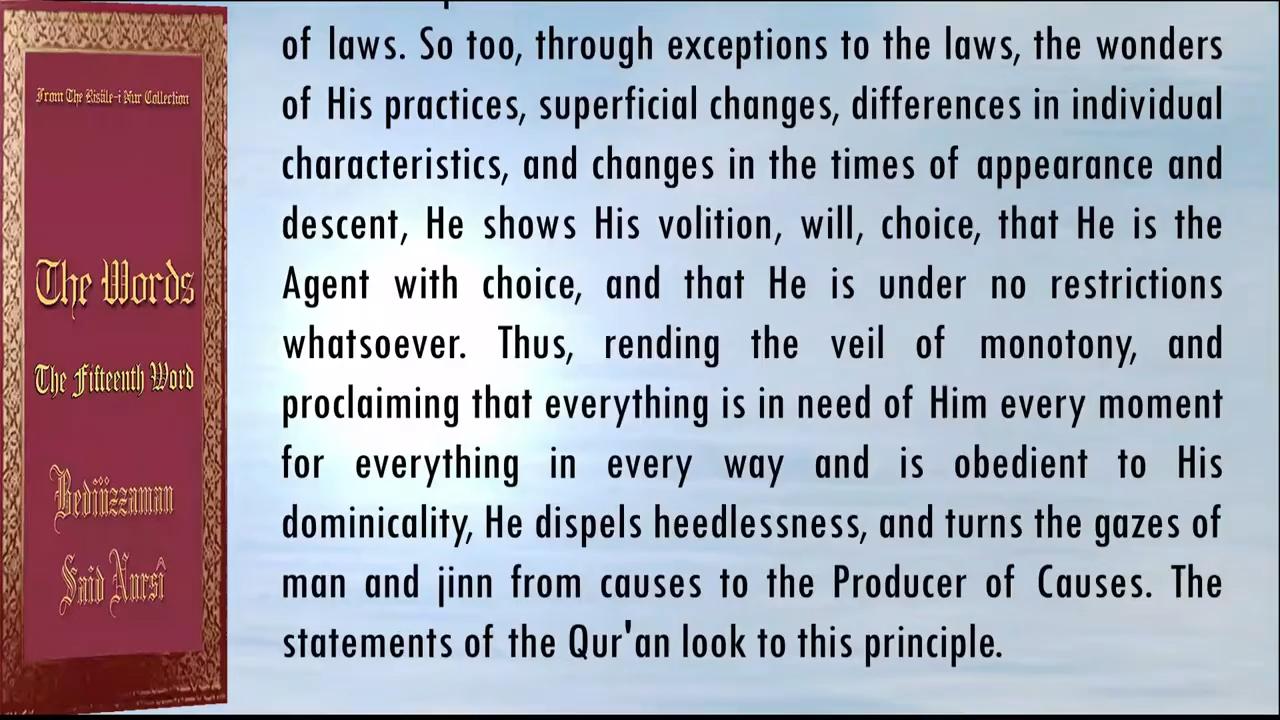 From The Risâle-i Nur Collection
The Words
The Fifteenth Word
Bediüzzaman
Said Nursî
of laws. So too, through exceptions to the laws, the wonders
of His practices, superficial changes, differences in individual
characteristics, and changes in the times of appearance and
descent, He shows His volition, will, choice, that He is the
Agent with choice, and that He is under no restrictions
whatsoever. Thus, rending the veil of monotony, and
proclaiming that everything is in need of Him every moment
for everything in every way and is obedient to His
dominicality, He dispels heedlessness, and turns the gazes of
man and jinn from causes to the Producer of Causes. The
statements of the Qur'an look to this principle.